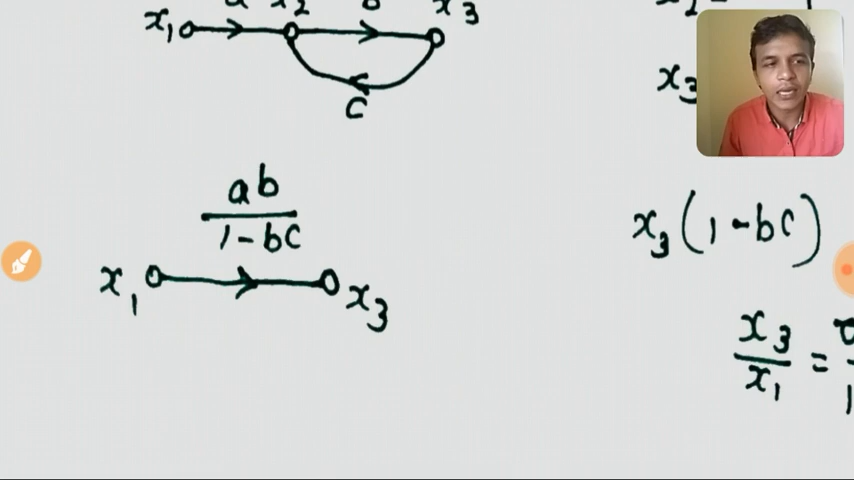 x₁ x₂ x₃
c
ab
1-bc
x₁ x₃
x₃
x₃(1-bc)
x₃
x₁ =